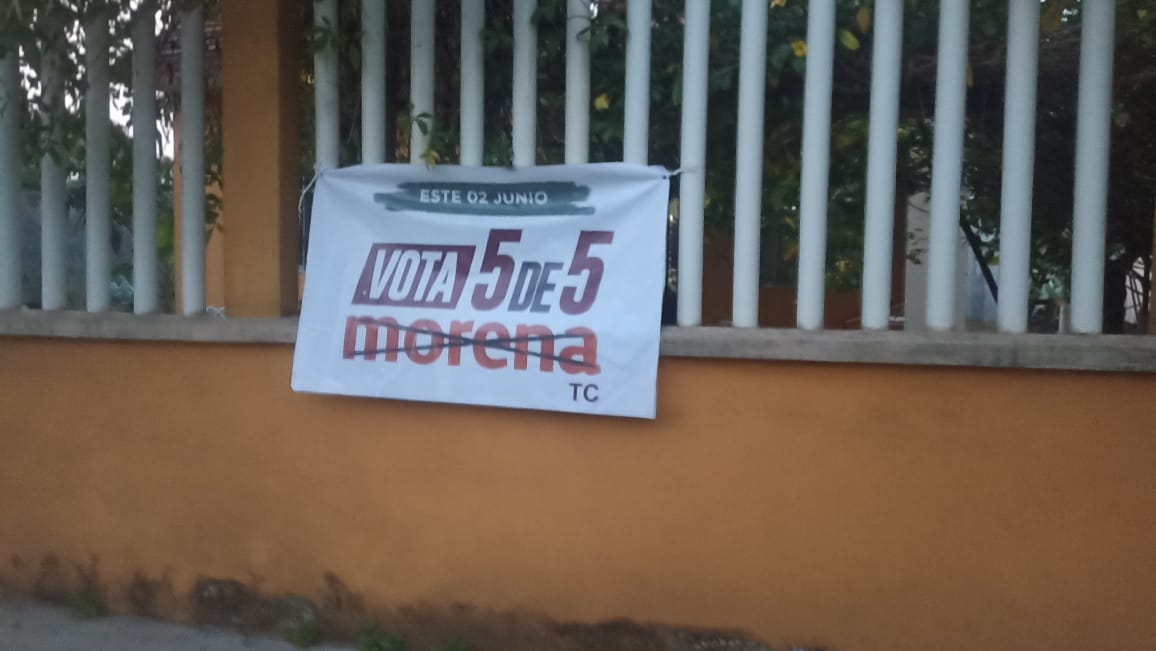 ESTE 02 JUNIO
VOTA 5 DE 5
morena
TC